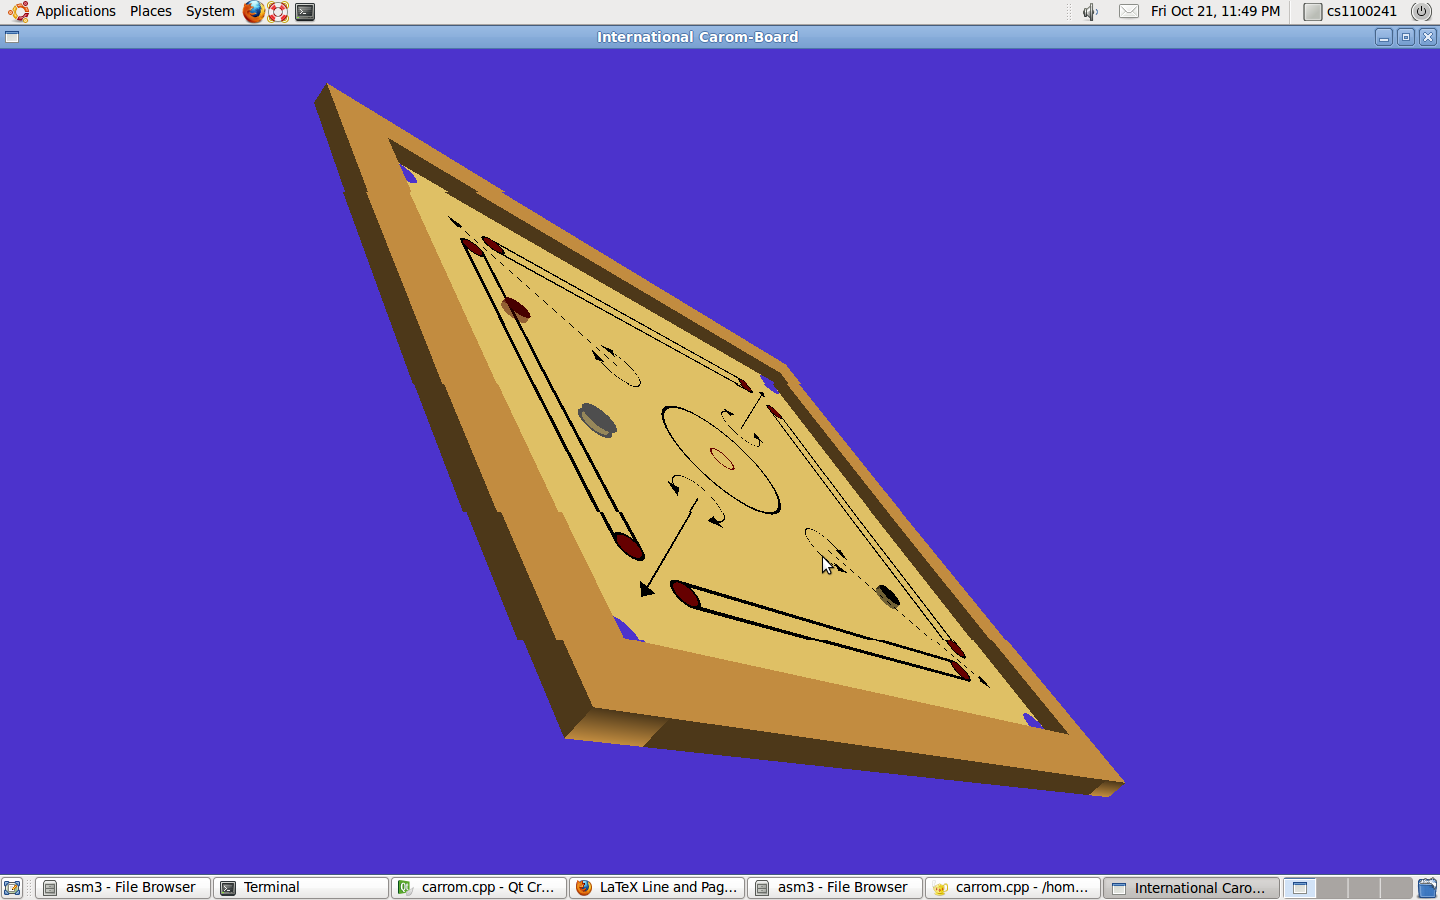 Applications Places System Fri Oct 21, 11:49 PM cs1100241
International Carom-Board
asm3 - File Browser Terminal carrom.cpp - Qt Cr... LaTeX Line and Pag... asm3 - File Browser carrom.cpp - /hom... International Caro...